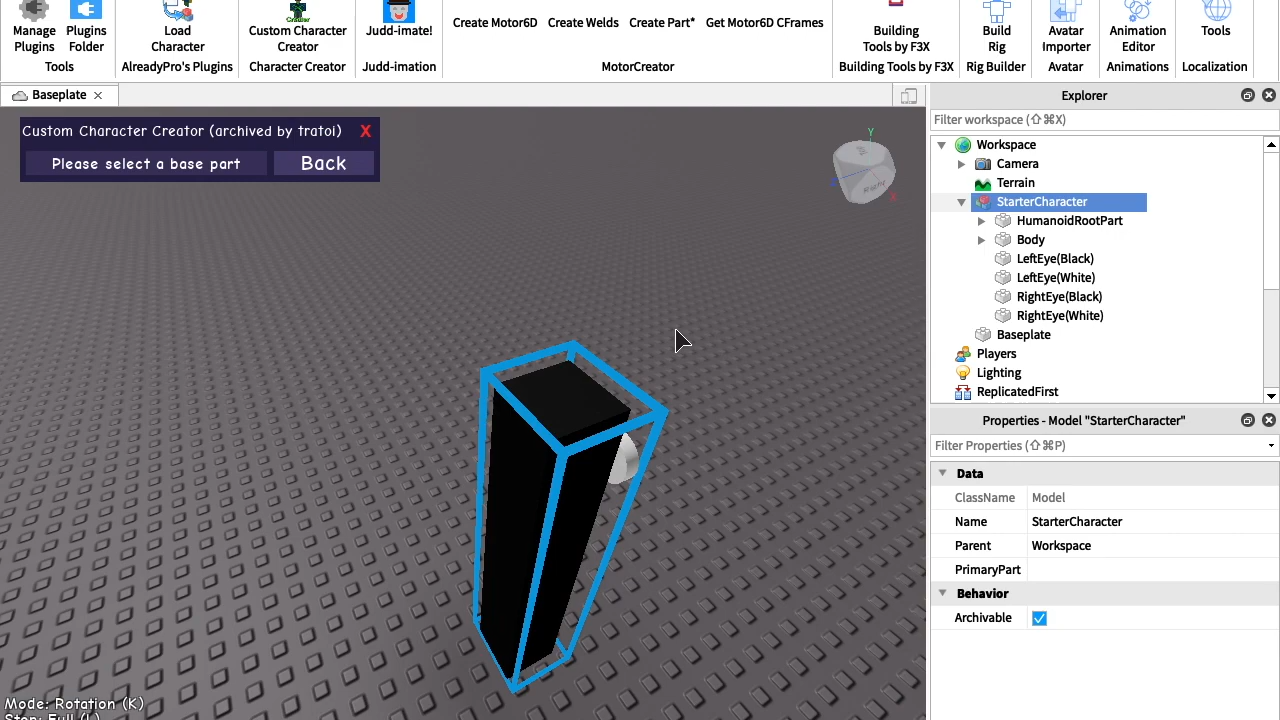 Manage Plugins
Plugins Folder
Load Character
Custom Character Creator
Judd-imate!
Create Motor6D Create Welds Create Part* Get Motor6D CFrames
Building Tools by F3X
Build Rig
Avatar Importer
Animation Editor
Tools
Tools
AlreadyPro's Plugins
Character Creator
Judd-imation
MotorCreator
Building Tools by F3X
Rig Builder
Avatar
Animations
Localization
Baseplate
Custom Character Creator (archived by tratoi) X
Please select a base part
Back
Y
Mode: Rotation (K)
Step: Full (L)
Explorer
Filter workspace (⇧⌘X)
Workspace
Camera
Terrain
StarterCharacter
HumanoidRootPart
Body
LeftEye(Black)
LeftEye(White)
RightEye(Black)
RightEye(White)
Baseplate
Players
Lighting
ReplicatedFirst
Properties - Model "StarterCharacter"
Filter Properties (⇧⌘P)
Data
ClassName Model
Name StarterCharacter
Parent Workspace
PrimaryPart
Behavior
Archivable